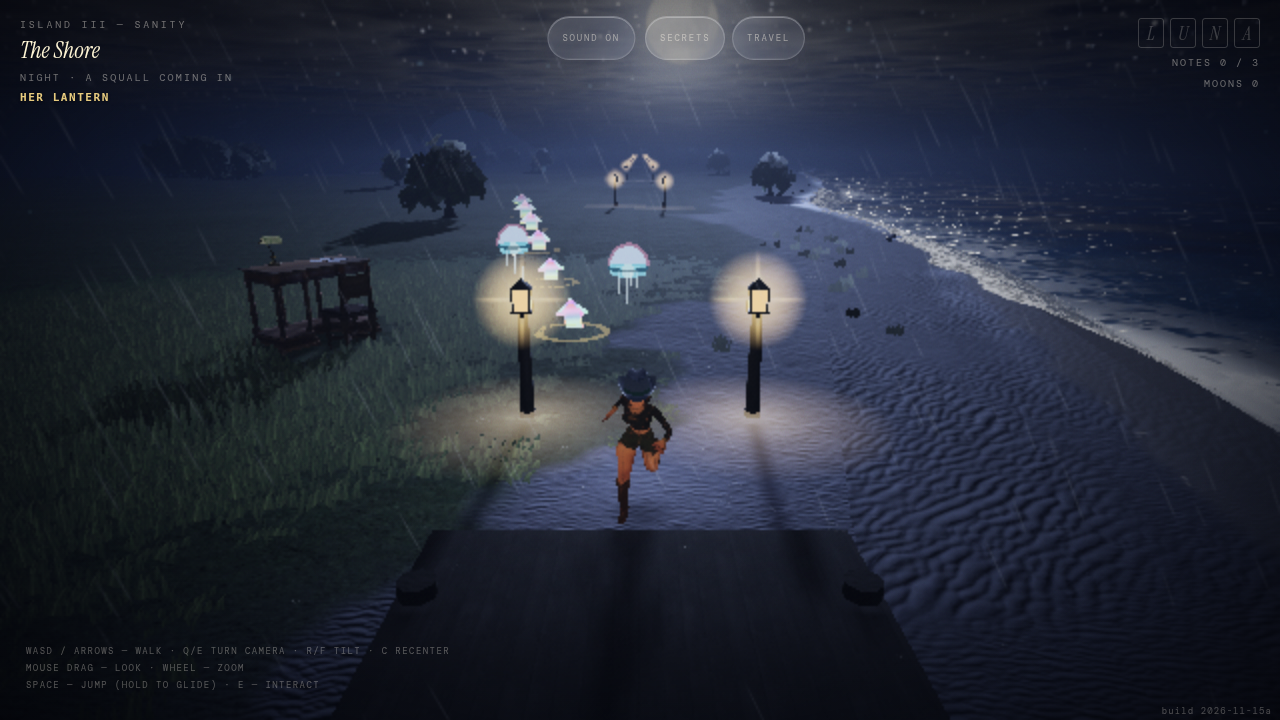 ISLAND III — SANITY
The Shore
NIGHT · A SQUALL COMING IN
HER LANTERN
SOUND ON
SECRETS
TRAVEL
L U N A
NOTES 0 / 3
MOONS 0
WASD / ARROWS — WALK · Q/E TURN CAMERA · R/F TILT · C RECENTER
MOUSE DRAG — LOOK · WHEEL — ZOOM
SPACE — JUMP (HOLD TO GLIDE) · E — INTERACT
build 2026-11-15a